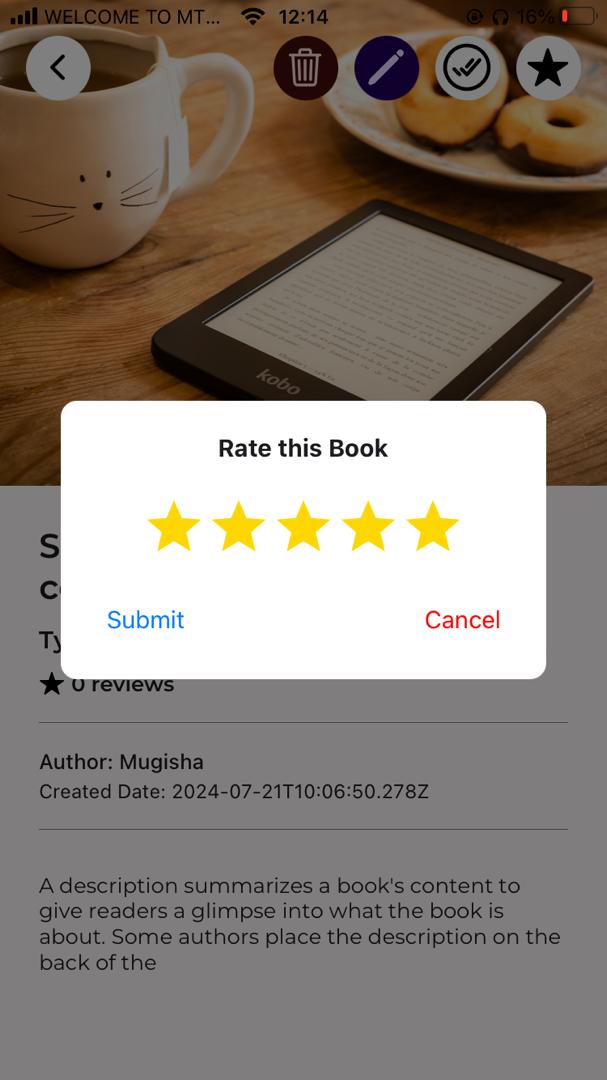 WELCOME TO MT...
12:14
16%
kobo
Rate this Book
Submit
Cancel
S
c
Ty
0 reviews
Author: Mugisha
Created Date: 2024-07-21T10:06:50.278Z
A description summarizes a book's content to
give readers a glimpse into what the book is
about. Some authors place the description on the
back of the